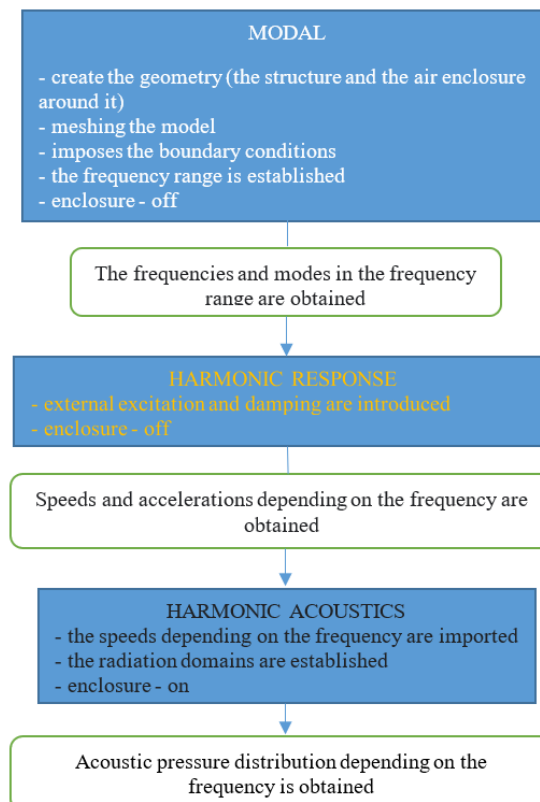 MODAL
- create the geometry (the structure and the air enclosure
around it)
- meshing the model
- imposes the boundary conditions
- the frequency range is established
- enclosure - off
The frequencies and modes in the frequency
range are obtained
HARMONIC RESPONSE
- external excitation and damping are introduced
- enclosure - off
Speeds and accelerations depending on the frequency are
obtained
HARMONIC ACOUSTICS
- the speeds depending on the frequency are imported
- the radiation domains are established
- enclosure - on
Acoustic pressure distribution depending on the
frequency is obtained